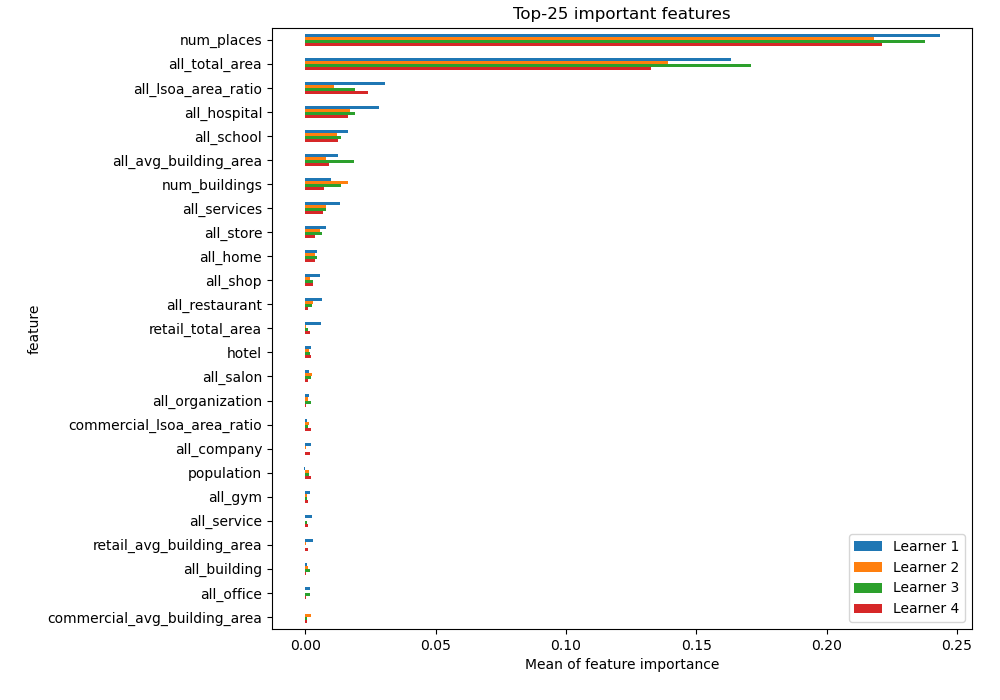 Top-25 important features
num_places
all_total_area
all_lsoa_area_ratio
all_hospital
all_school
all_avg_building_area
num_buildings
all_services
all_store
all_home
all_shop
all_restaurant
retail_total_area
hotel
all_salon
all_organization
commercial_lsoa_area_ratio
all_company
population
all_gym
all_service
retail_avg_building_area
all_building
all_office
commercial_avg_building_area
feature
Learner 1
Learner 2
Learner 3
Learner 4
0.00 0.05 0.10 0.15 0.20 0.25
Mean of feature importance